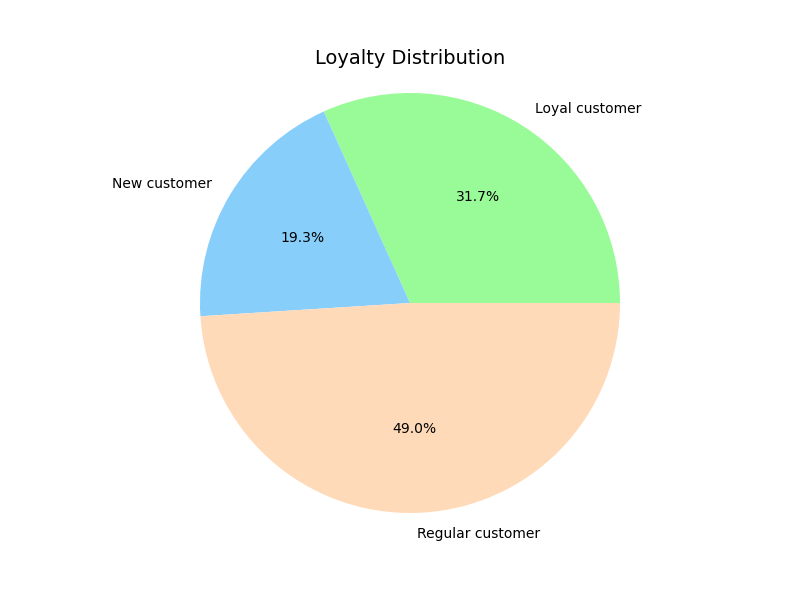 Loyalty Distribution
Loyal customer
31.7%
New customer
19.3%
49.0%
Regular customer